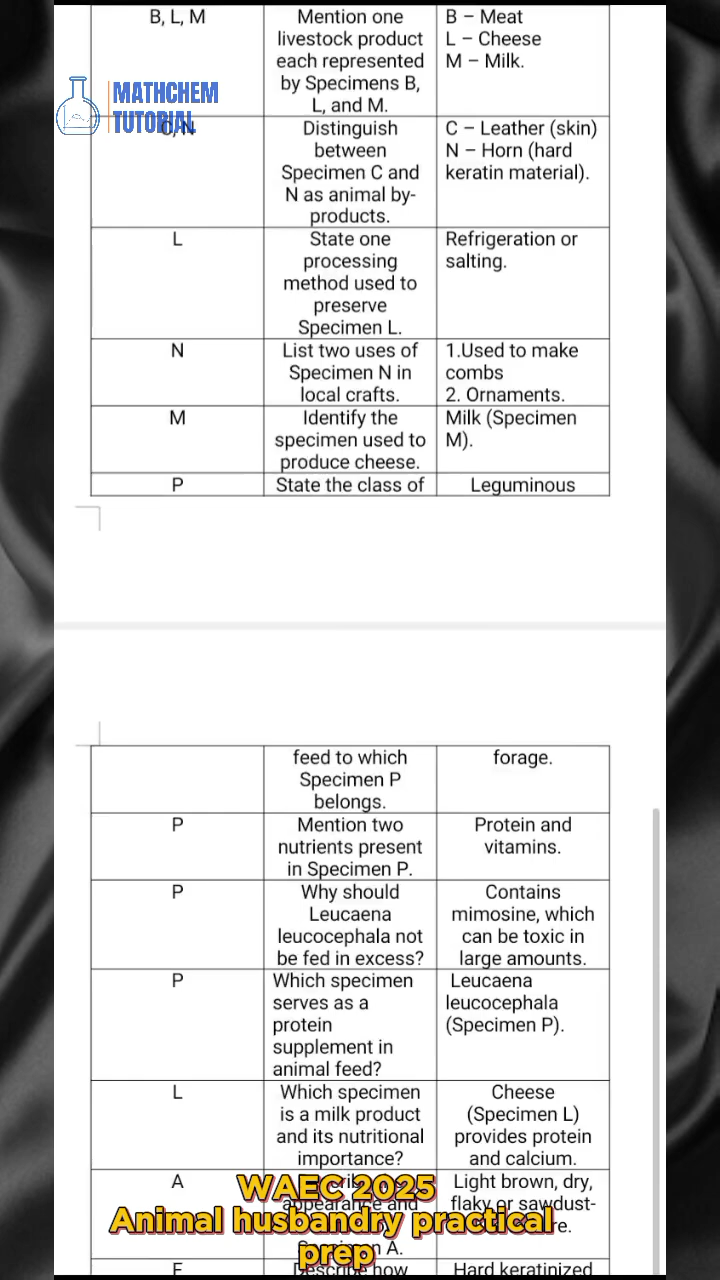 B, L, M
Mention one
livestock product
each represented
by Specimens B,
L, and M.
B – Meat
L – Cheese
M – Milk.
MATHCHEM
TUTORIAL
C, N
Distinguish
between
Specimen C and
N as animal by-
products.
C – Leather (skin)
N – Horn (hard
keratin material).
L
State one
processing
method used to
preserve
Specimen L.
Refrigeration or
salting.
N
List two uses of
Specimen N in
local crafts.
1.Used to make
combs
2. Ornaments.
M
Identify the
specimen used to
produce cheese.
Milk (Specimen
M).
P
State the class of
Leguminous
feed to which
Specimen P
belongs.
forage.
P
Mention two
nutrients present
in Specimen P.
Protein and
vitamins.
P
Why should
Leucaena
leucocephala not
be fed in excess?
Contains
mimosine, which
can be toxic in
large amounts.
P
Which specimen
serves as a
protein
supplement in
animal feed?
Leucaena
leucocephala
(Specimen P).
L
Which specimen
is a milk product
and its nutritional
importance?
Cheese
(Specimen L)
provides protein
and calcium.
A
appearance and
A.
Light brown, dry,
flaky or sawdust-
WAEC 2025
Animal husbandry practical
prep
Describe how
Hard keratinized